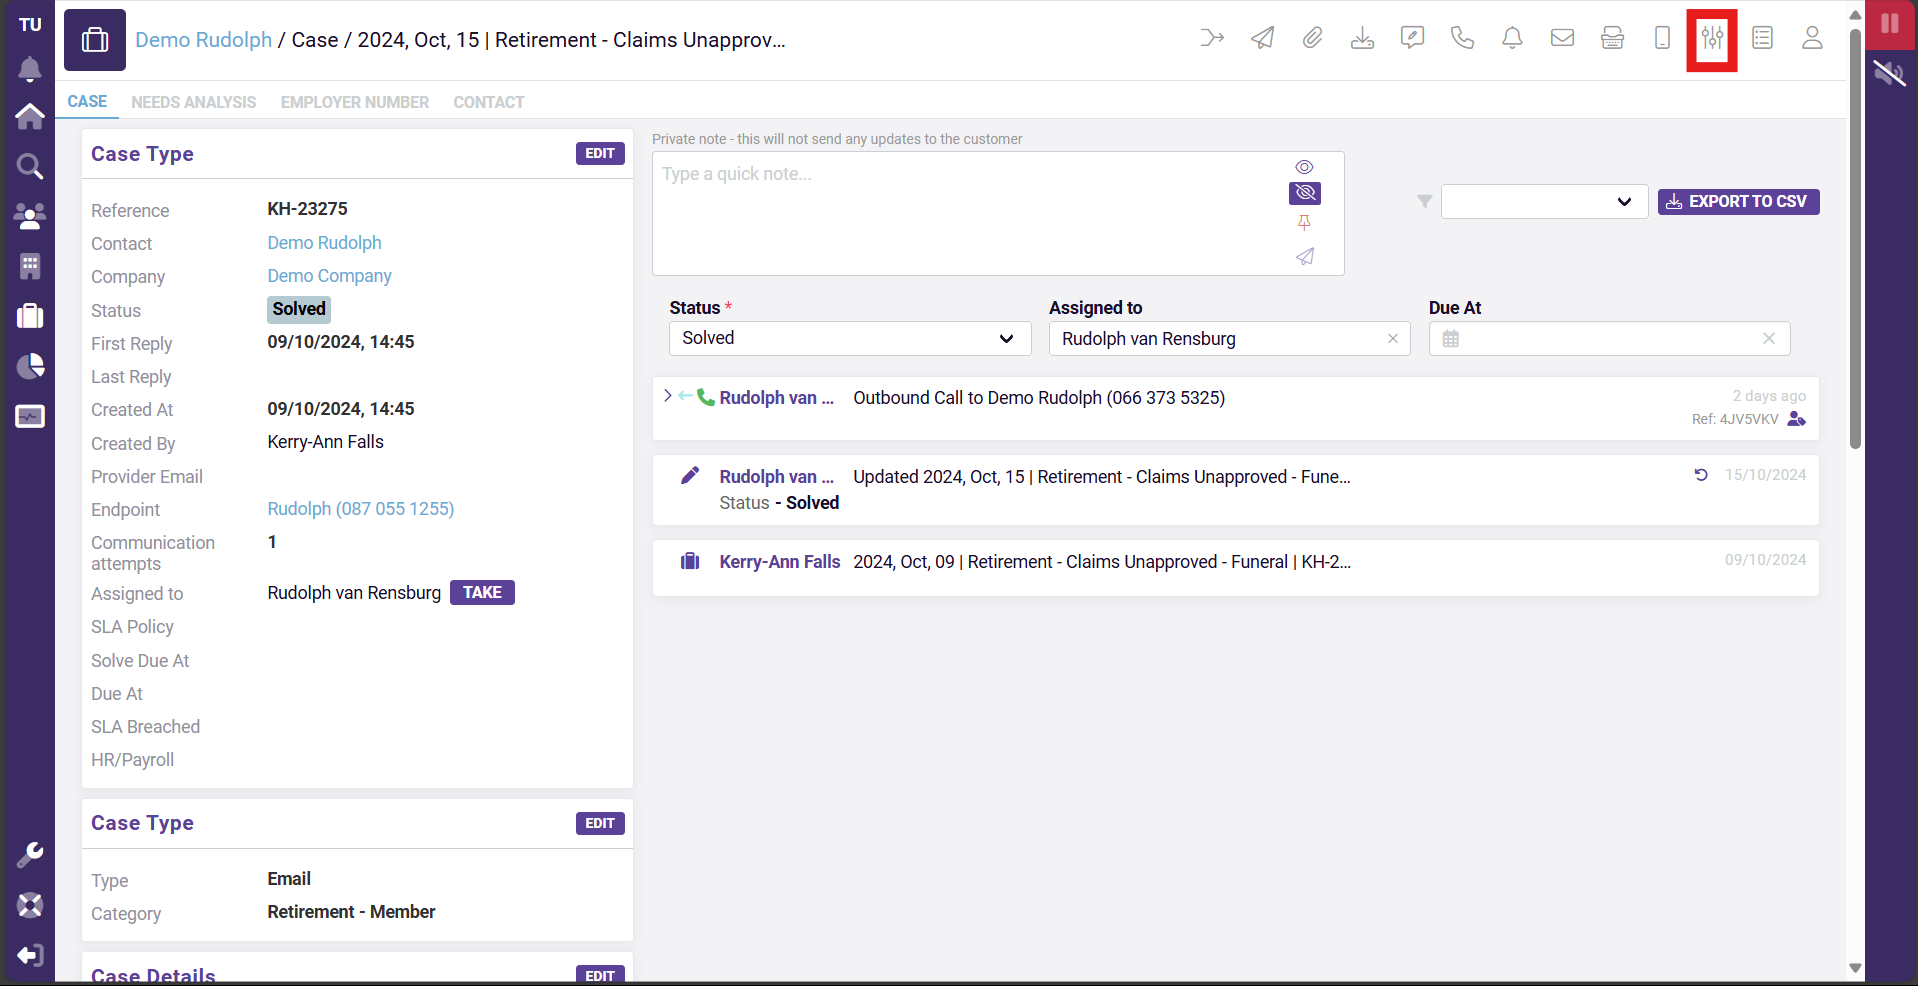 TU
Demo Rudolph / Case / 2024, Oct, 15 | Retirement - Claims Unapprov...
CASE NEEDS ANALYSIS EMPLOYER NUMBER CONTACT
Case Type EDIT
Reference KH-23275
Contact Demo Rudolph
Company Demo Company
Status Solved
First Reply 09/10/2024, 14:45
Last Reply
Created At 09/10/2024, 14:45
Created By Kerry-Ann Falls
Provider Email
Endpoint Rudolph (087 055 1255)
Communication attempts 1
Assigned to Rudolph van Rensburg TAKE
SLA Policy
Solve Due At
Due At
SLA Breached
HR/Payroll
Case Type EDIT
Type Email
Category Retirement - Member
Case Details EDIT
Private note - this will not send any updates to the customer
Type a quick note...
EXPORT TO CSV
Status * Assigned to Due At
Solved Rudolph van Rensburg
Rudolph van ... Outbound Call to Demo Rudolph (066 373 5325) 2 days ago
Ref: 4JV5VKV
Rudolph van ... Updated 2024, Oct, 15 | Retirement - Claims Unapproved - Fune... 15/10/2024
Status - Solved
Kerry-Ann Falls 2024, Oct, 09 | Retirement - Claims Unapproved - Funeral | KH-2... 09/10/2024